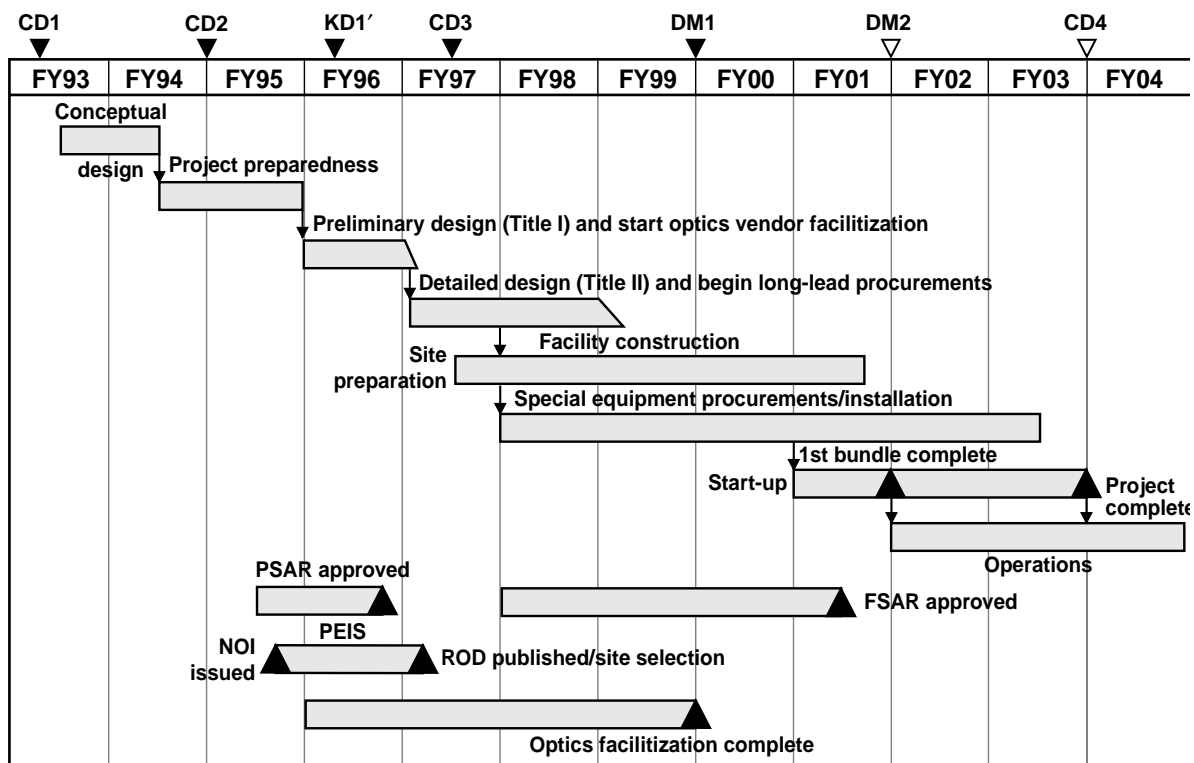 CD1 CD2 KD1′ CD3 DM1 DM2 CD4
FY93 FY94 FY95 FY96 FY97 FY98 FY99 FY00 FY01 FY02 FY03 FY04
Conceptual
design
Project preparedness
Preliminary design (Title I) and start optics vendor facilitization
Detailed design (Title II) and begin long-lead procurements
Site
preparation
Facility construction
Special equipment procurements/installation
1st bundle complete
Start-up
Project
complete
Operations
PSAR approved
FSAR approved
PEIS
NOI
issued
ROD published/site selection
Optics facilitization complete